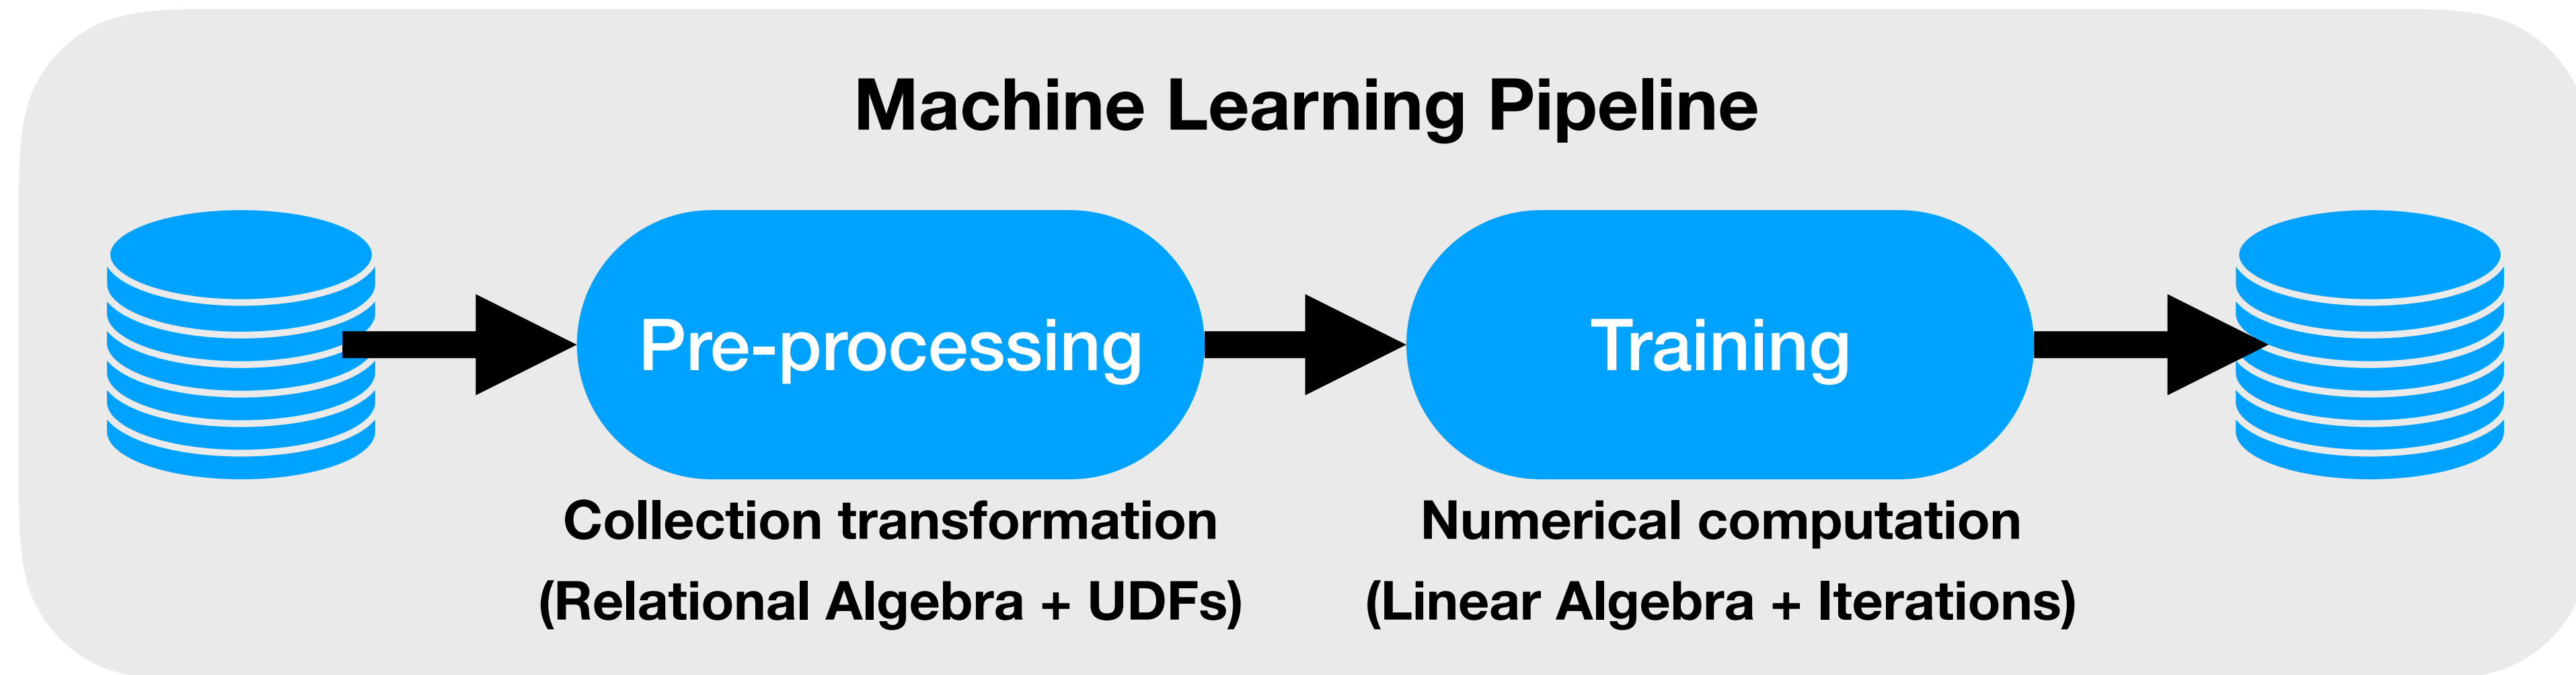 Machine Learning Pipeline
Pre-processing
Training
Collection transformation
(Relational Algebra + UDFs)
Numerical computation
(Linear Algebra + Iterations)